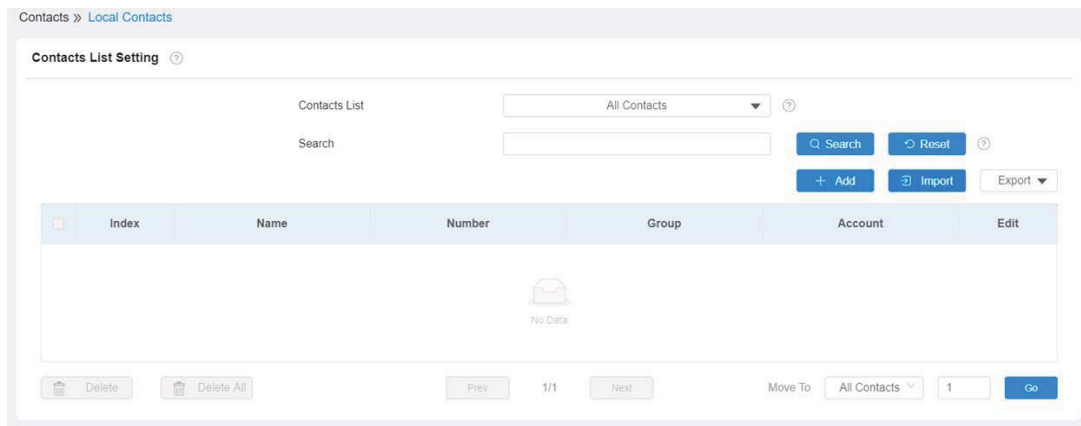 Contacts » Local Contacts
Contacts List Setting ?
Contacts List All Contacts ?
Search Search Reset ?
+ Add Import Export
Index Name Number Group Account Edit
No Data
Delete Delete All Prev 1/1 Next Move To All Contacts 1 Go